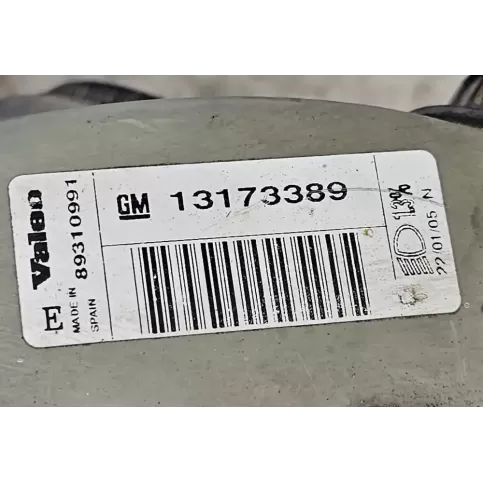 Valeo
89310991
MADE IN
SPAIN
GM 13173389
1.3%
22/01/05 N